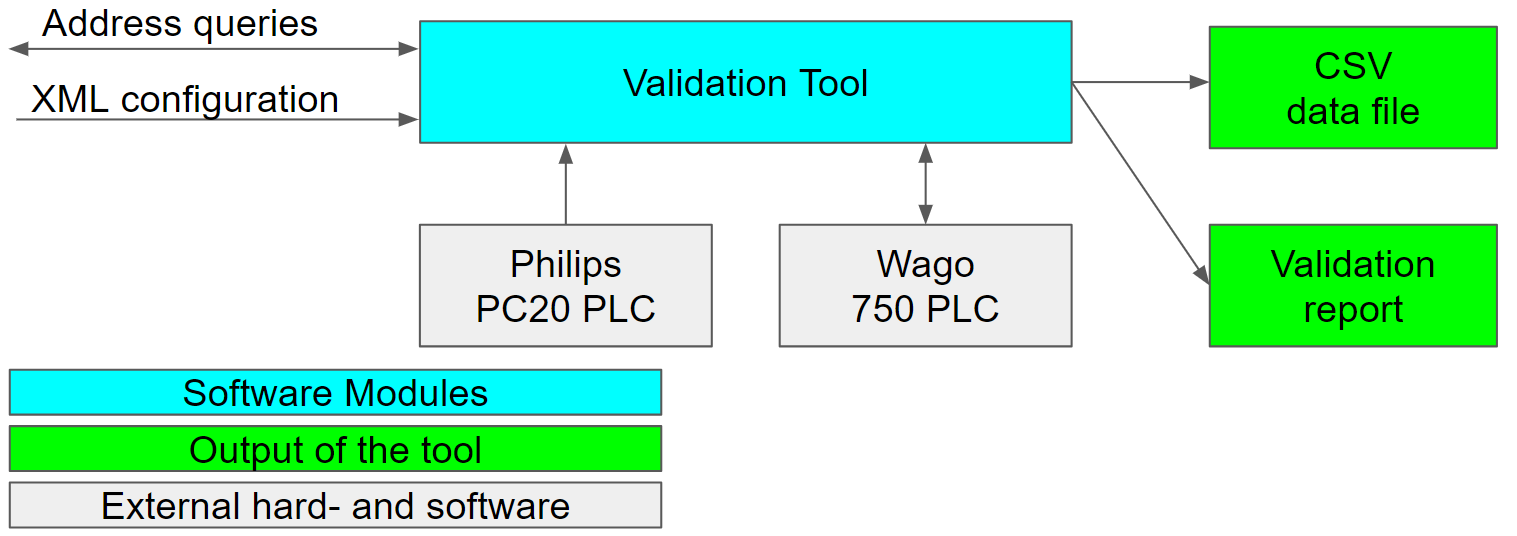 Address queries
XML configuration
Validation Tool
CSV
data file
Philips
PC20 PLC
Wago
750 PLC
Validation
report
Software Modules
Output of the tool
External hard- and software